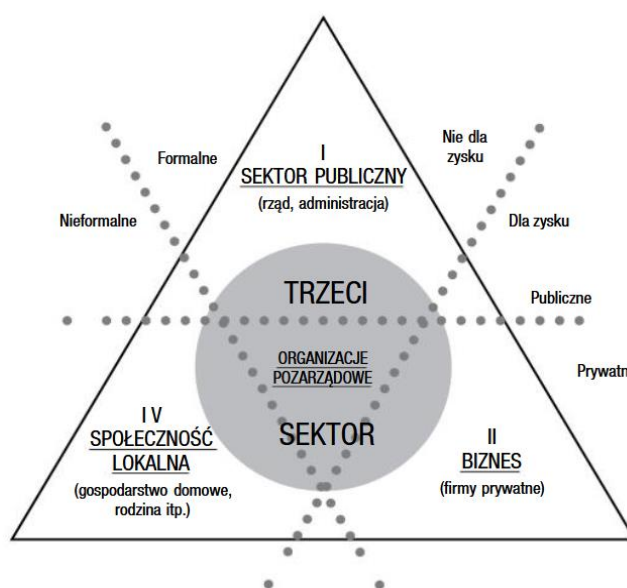 Formalne
Nieformalne
I
SEKTOR PUBLICZNY
(rząd, administracja)
Nie dla
zysku
Dla zysku
Publiczne
Prywatn
TRZECI
ORGANIZACJE
POZARZĄDOWE
SEKTOR
I V
SPOŁECZNOŚĆ
LOKALNA
(gospodarstwo domowe,
rodzina itp.)
II
BIZNES
(firmy prywatne)